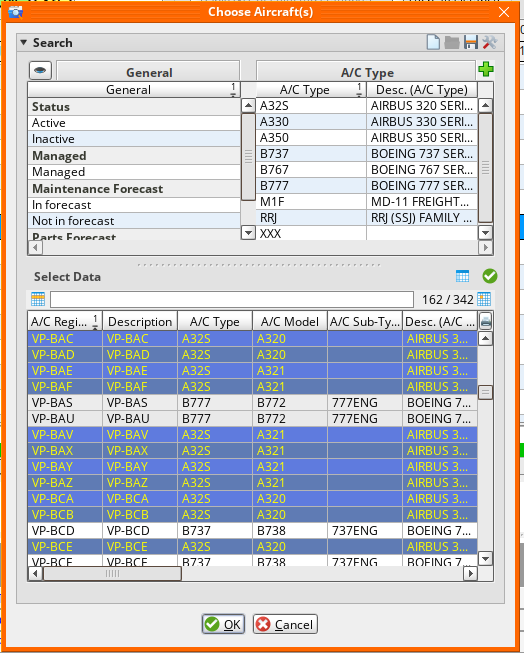 Choose Aircraft(s)
Search
General A/C Type
General 1 A/C Type 1 Desc. (A/C Type)
Status A32S AIRBUS 320 SERI...
Active A330 AIRBUS 330 SERI...
Inactive A350 AIRBUS 350 SERI...
Managed B737 BOEING 737 SER...
Managed B767 BOEING 767 SER...
Maintenance Forecast B777 BOEING 777 SER...
In forecast M1F MD-11 FREIGHT...
Not in forecast RRJ RRJ (SSJ) FAMILY ...
Parts Forecast XXX
Select Data
162 / 342
A/C Regi... 1 Description A/C Type A/C Model A/C Sub-Ty... Desc. (A/C ...
VP-BAC VP-BAC A32S A320 AIRBUS 3...
VP-BAD VP-BAD A32S A320 AIRBUS 3...
VP-BAE VP-BAE A32S A321 AIRBUS 3...
VP-BAF VP-BAF A32S A321 AIRBUS 3...
VP-BAS VP-BAS B777 B772 777ENG BOEING 7...
VP-BAU VP-BAU B777 B772 777ENG BOEING 7...
VP-BAV VP-BAV A32S A321 AIRBUS 3...
VP-BAX VP-BAX A32S A321 AIRBUS 3...
VP-BAY VP-BAY A32S A321 AIRBUS 3...
VP-BAZ VP-BAZ A32S A321 AIRBUS 3...
VP-BCA VP-BCA A32S A320 AIRBUS 3...
VP-BCB VP-BCB A32S A320 AIRBUS 3...
VP-BCD VP-BCD B737 B738 737ENG BOEING 7...
VP-BCE VP-BCE A32S A320 AIRBUS 3...
B737 B738 737ENG BOEING 7...
OK Cancel